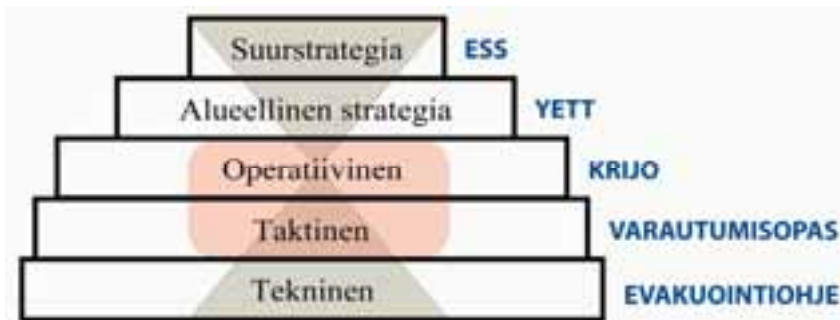 Suurstrategia ESS
Alueellinen strategia YETT
Operatiivinen KRIJO
Taktinen VARAUTUMISOPAS
Tekninen EVAKUOINTIOHJE